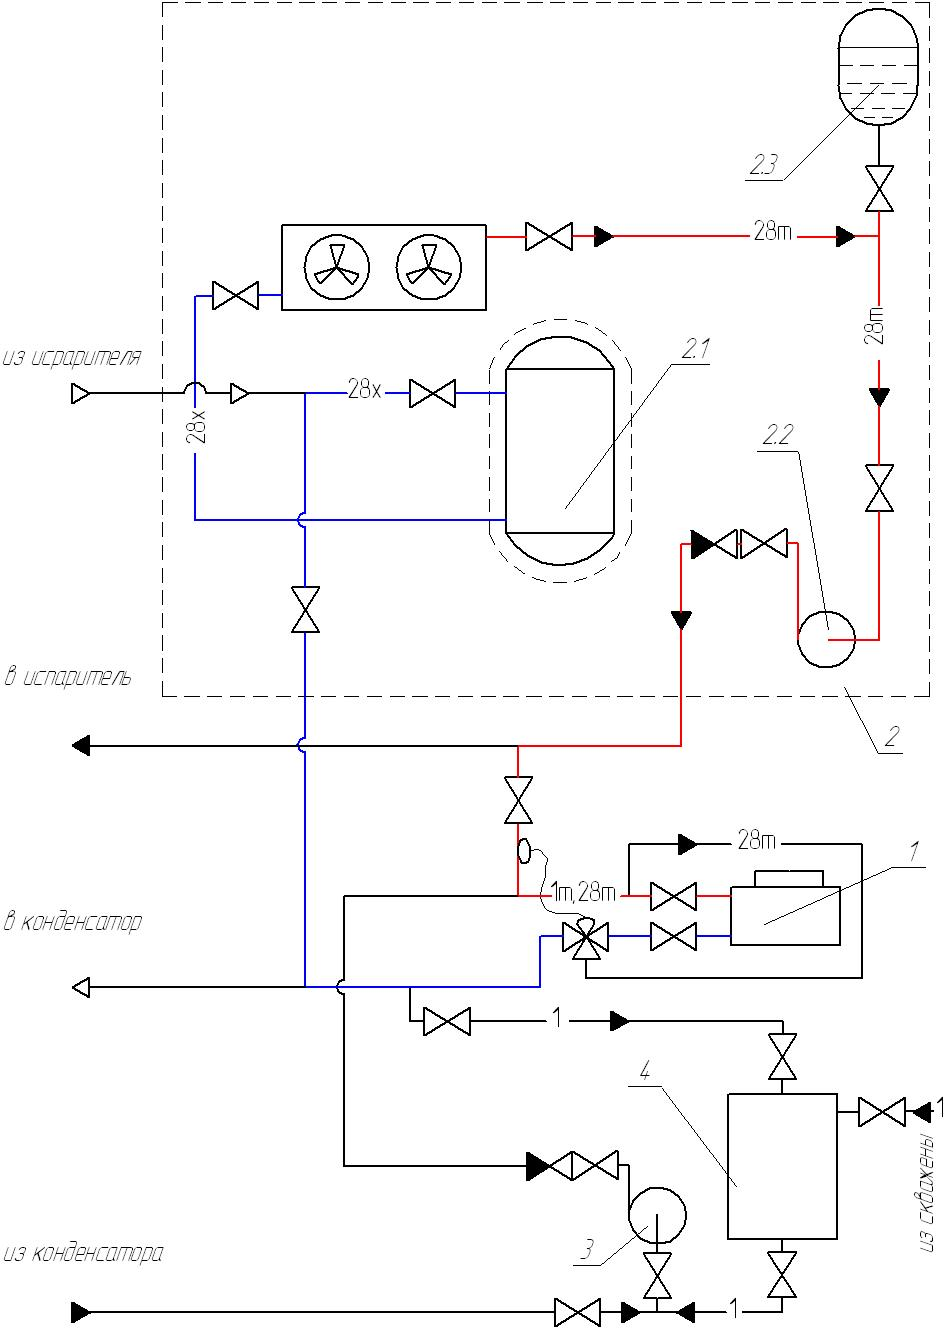 2.3
28т
28т
из исрарителя
2.1
28х
28х
2.2
в испаритель
2
28т
1
1т,28т
в конденсатор
1
4
1
из скважены
3
из конденсатора
1